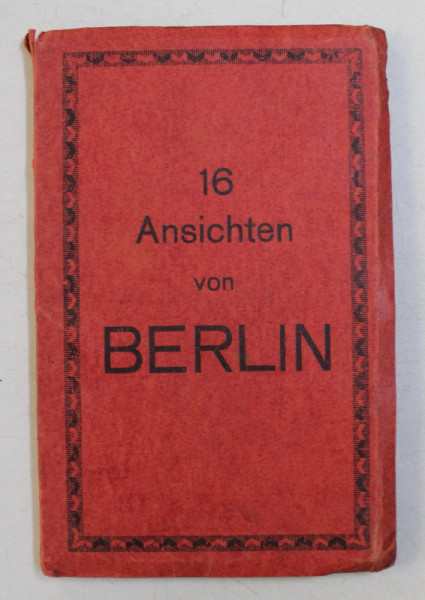 16
Ansichten
von
BERLIN